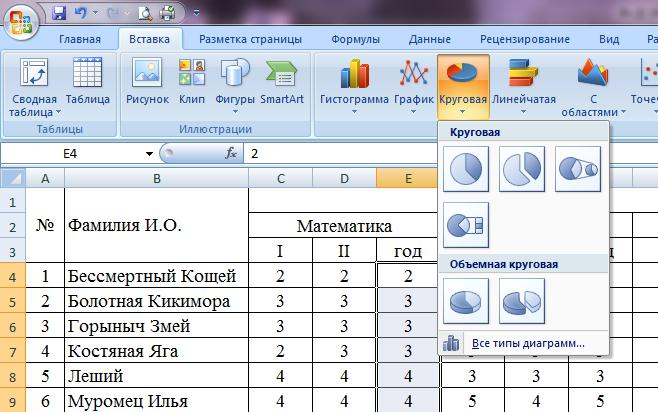 Главная Вставка Разметка страницы Формулы Данные Рецензирование Вид
Сводная таблица Таблица Рисунок Клип Фигуры SmartArt Гистограмма График Круговая Линейчатая С областями
Таблицы Иллюстрации
E4 fx 2
Круговая
Объемная круговая
Все типы диаграмм...
A B C D E
1
2 № Фамилия И.О. Математика
3 I II год
4 1 Бессмертный Кощей 2 2 2
5 2 Болотная Кикимора 3 3 3
6 3 Горыныч Змей 3 3 3
7 4 Костяная Яга 2 3 3
8 5 Леший 4 4 4 3 3 3
9 6 Муромец Илья 4 4 4 5 4 5